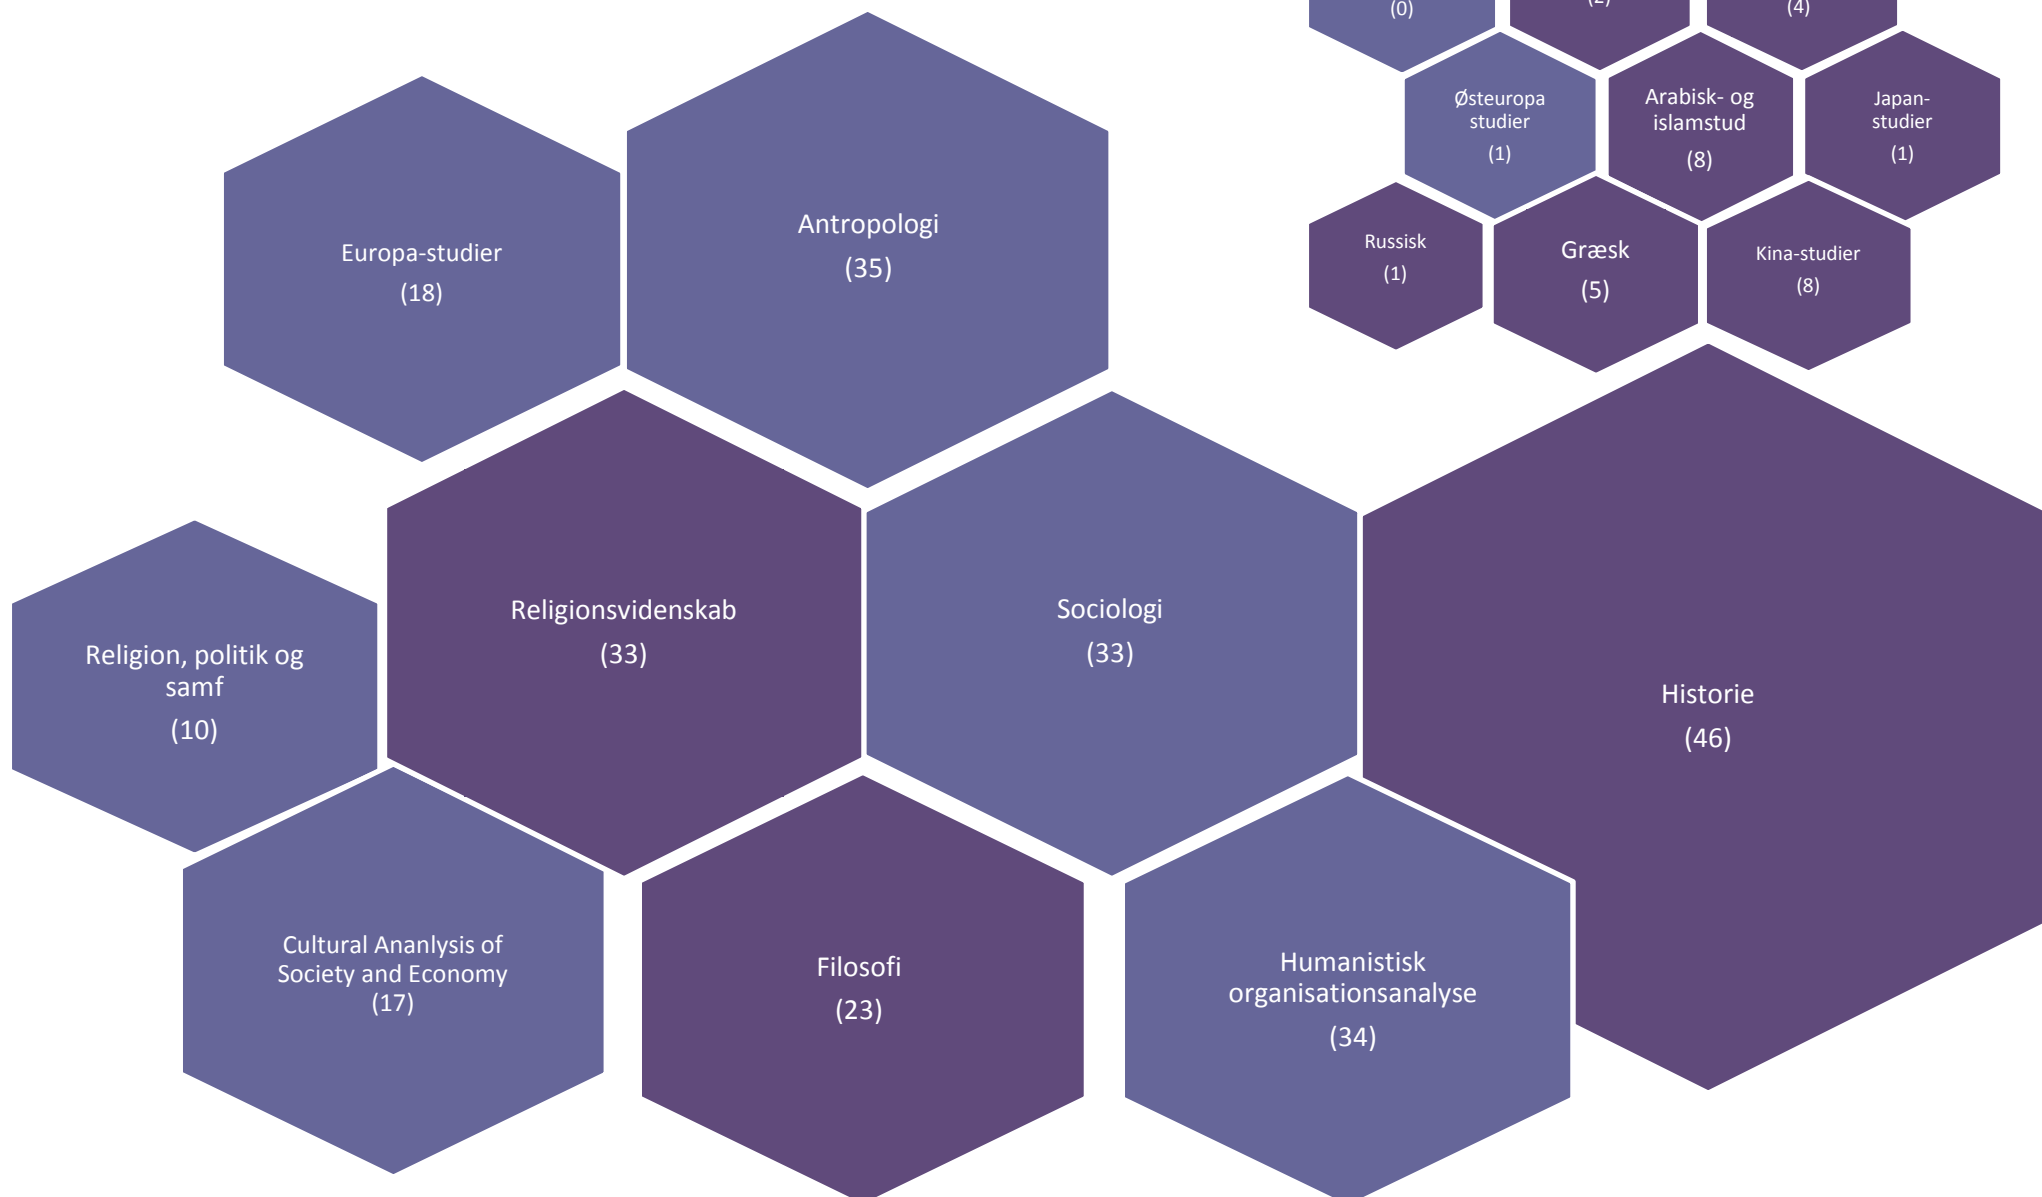 (0)
(2)
(4)
Østeuropa
studier
(1)
Arabisk- og
islamstud
(8)
Japan-
studier
(1)
Russisk
(1)
Græsk
(5)
Kina-studier
(8)
Europa-studier
(18)
Antropologi
(35)
Religionsvidenskab
(33)
Sociologi
(33)
Religion, politik og
samf
(10)
Historie
(46)
Cultural Ananlysis of
Society and Economy
(17)
Filosofi
(23)
Humanistisk
organisationsanalyse
(34)